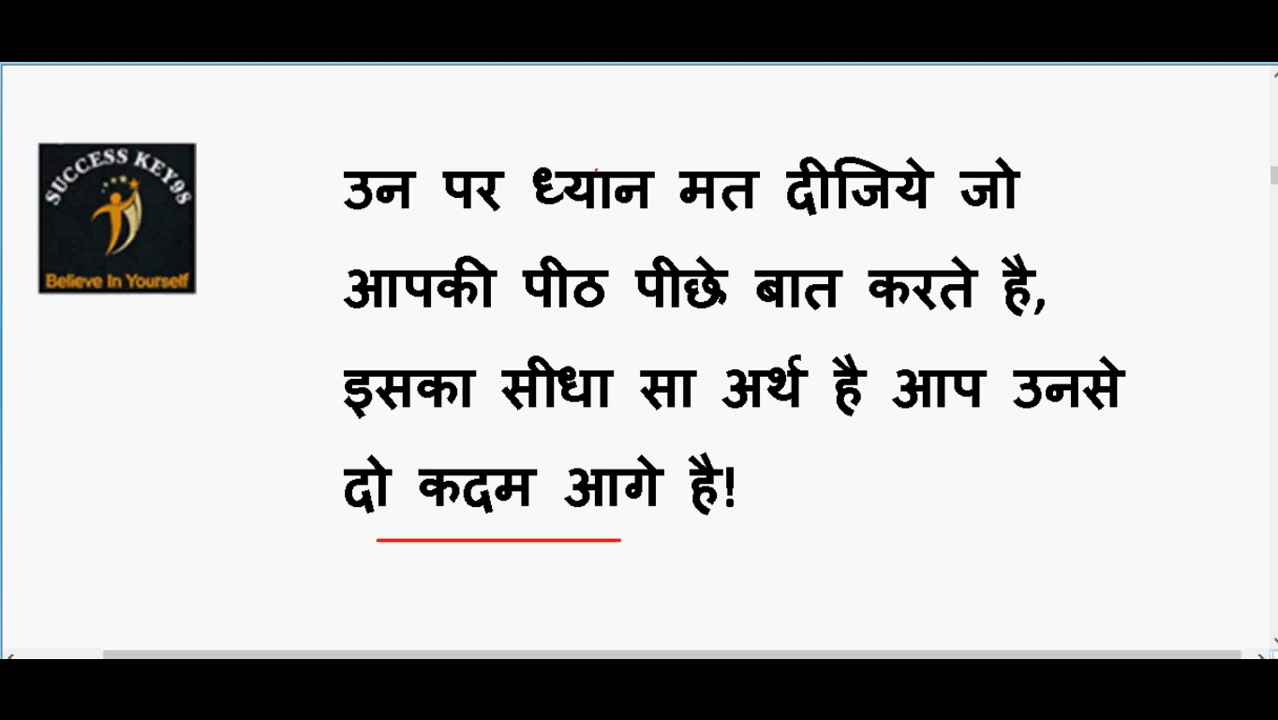 SUCCESS KEY98
Believe In Yourself
उन पर ध्यान मत दीजिये जो
आपकी पीठ पीछे बात करते है,
इसका सीधा सा अर्थ है आप उनसे
दो कदम आगे है!